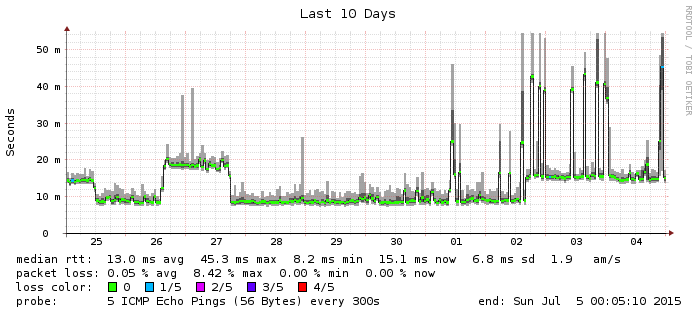 Last 10 Days
RRDTOOL / TOBI OETIKER
Seconds
50 m
40 m
30 m
20 m
10 m
0
25 26 27 28 29 30 01 02 03 04
median rtt: 13.0 ms avg 45.3 ms max 8.2 ms min 15.1 ms now 6.8 ms sd 1.9 am/s
packet loss: 0.05 % avg 8.42 % max 0.00 % min 0.00 % now
loss color: 0 1/5 2/5 3/5 4/5
probe: 5 ICMP Echo Pings (56 Bytes) every 300s end: Sun Jul 5 00:05:10 2015